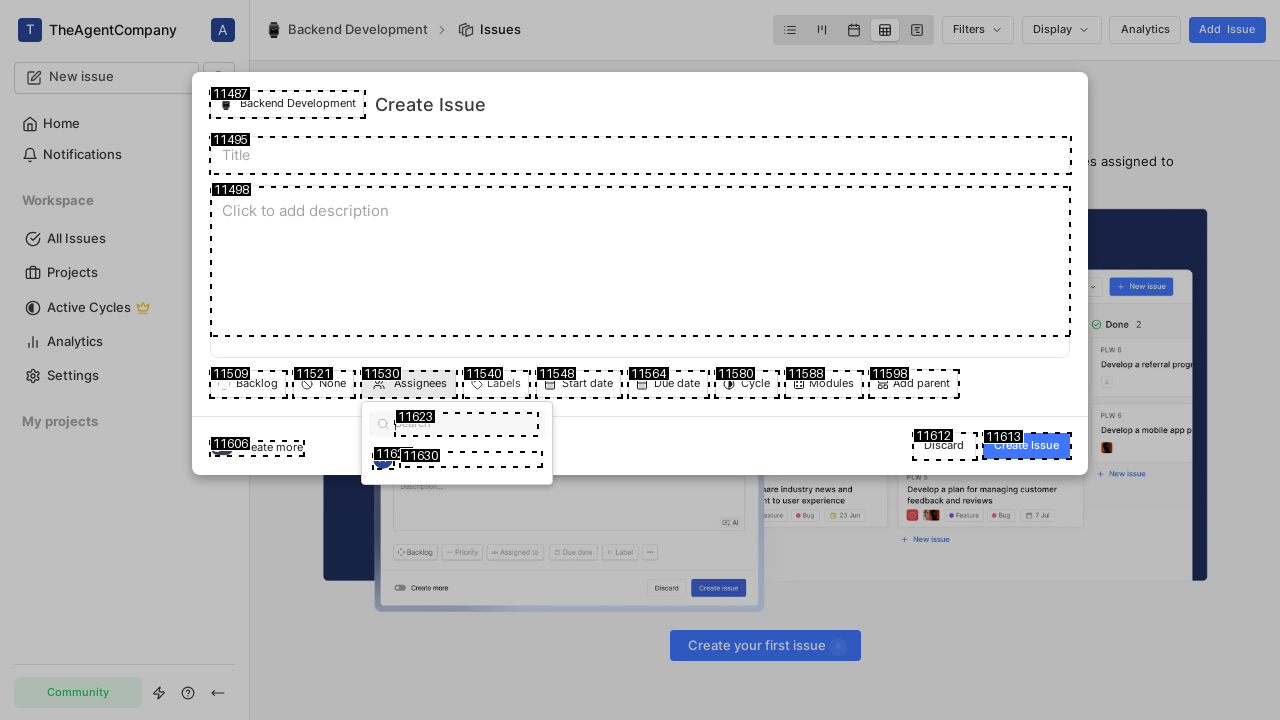 T TheAgentCompany A
Backend Development > Issues
Filters
Display
Analytics
Add Issue
New issue
Home
Notifications
Workspace
All Issues
Projects
Active Cycles
Analytics
Settings
My projects
Community
11487
Backend Development
Create Issue
11495
Title
11498
Click to add description
11509 11521 11530 11540 11548 11564 11580 11588 11598
Backlog None Assignees Labels Start date Due date Cycle Modules Add parent
11623
11630
11606
eate more
11612 11613
Discard Create Issue
s assigned to
New issue
Done 2
PLW 6
Develop a referral progr
PLW 6
Develop a mobile app p
New issue
PLW 5
hare industry news and
Develop a plan for managing customer
nt to user experience
feedback and reviews
Feature Bug 23 Jun
Feature Bug 7 Jul
New issue
New issue
Description...
AI
Backlog Priority Assigned to Due date Label
Create more
Discard Create issue
Create your first issue